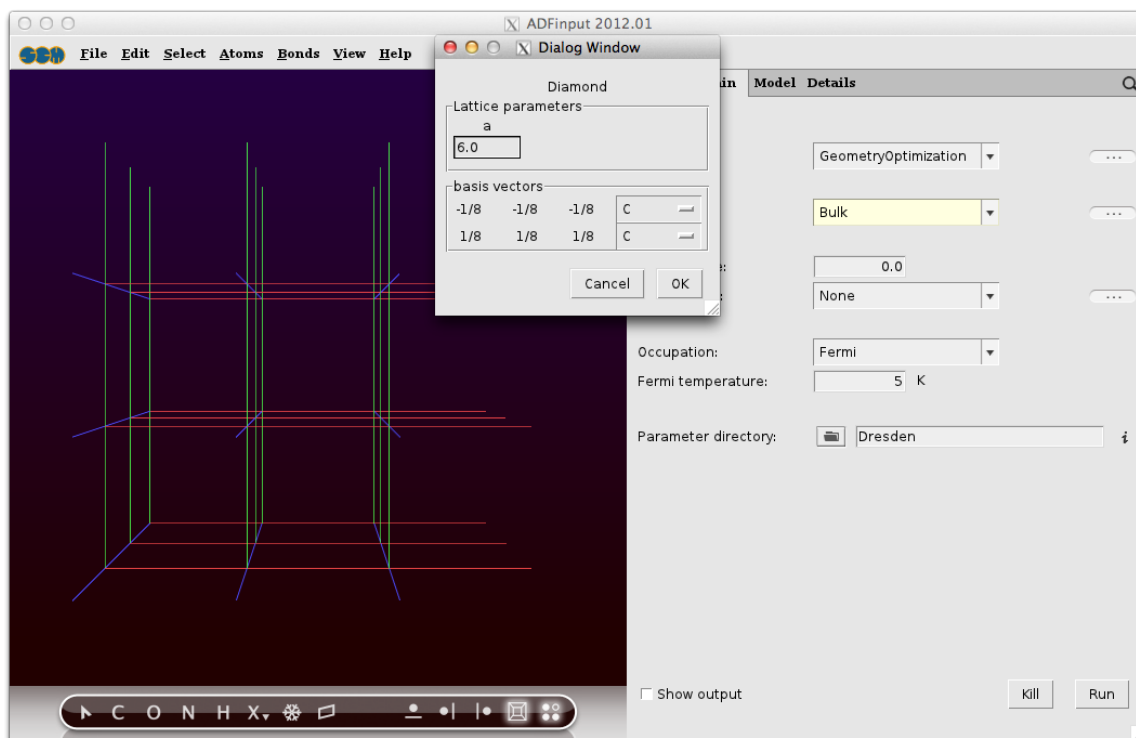 ADFinput 2012.01
SCM File Edit Select Atoms Bonds View Help
Dialog Window
Diamond
Lattice parameters
a
6.0
basis vectors
-1/8 -1/8 -1/8 C
1/8 1/8 1/8 C
Cancel OK
Model Details
GeometryOptimization ...
Bulk ...
0.0
None ...
Occupation: Fermi
Fermi temperature: 5 K
Parameter directory: Dresden i
Show output Kill Run
C O N H X